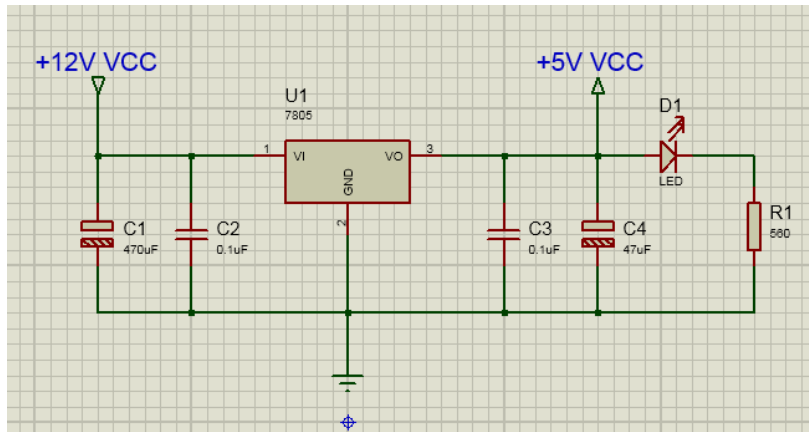 +12V VCC
+5V VCC
U1
7805
D1
1
VI
VO
3
GND
LED
2
C1
470uF
C2
0.1uF
C3
0.1uF
C4
47uF
R1
560